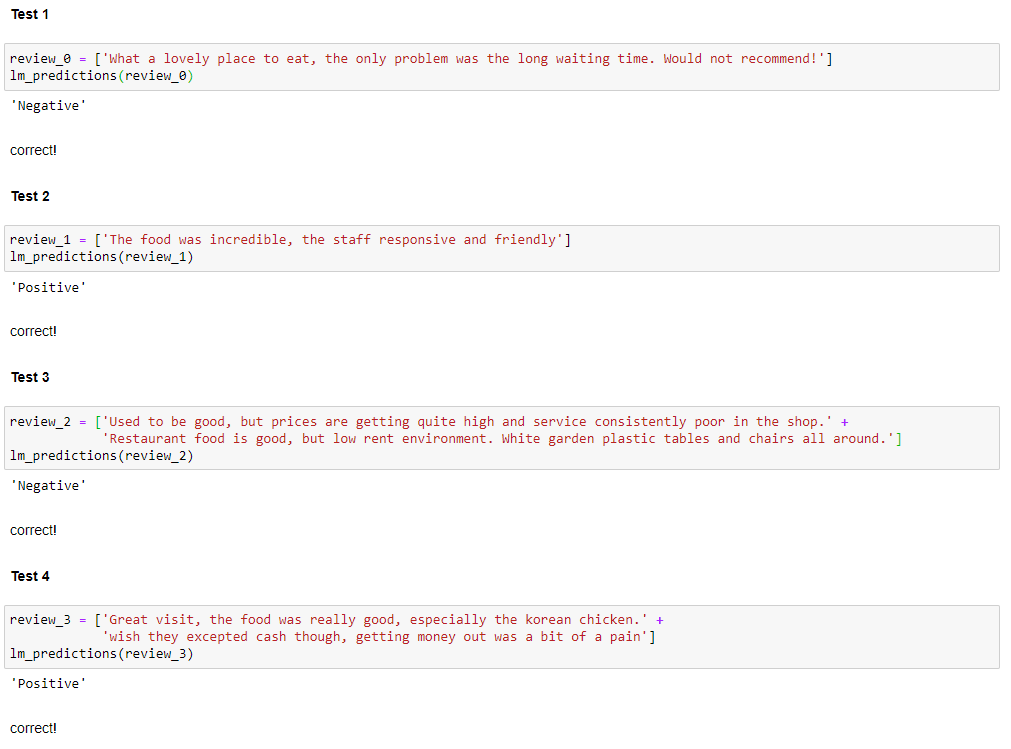 Test 1
review_0 = ['What a lovely place to eat, the only problem was the long waiting time. Would not recommend!']
lm_predictions(review_0)
'Negative'
correct!
Test 2
review_1 = ['The food was incredible, the staff responsive and friendly']
lm_predictions(review_1)
'Positive'
correct!
Test 3
review_2 = ['Used to be good, but prices are getting quite high and service consistently poor in the shop.' +
'Restaurant food is good, but low rent environment. White garden plastic tables and chairs all around.']
lm_predictions(review_2)
'Negative'
correct!
Test 4
review_3 = ['Great visit, the food was really good, especially the korean chicken.' +
'wish they excepted cash though, getting money out was a bit of a pain']
lm_predictions(review_3)
'Positive'
correct!